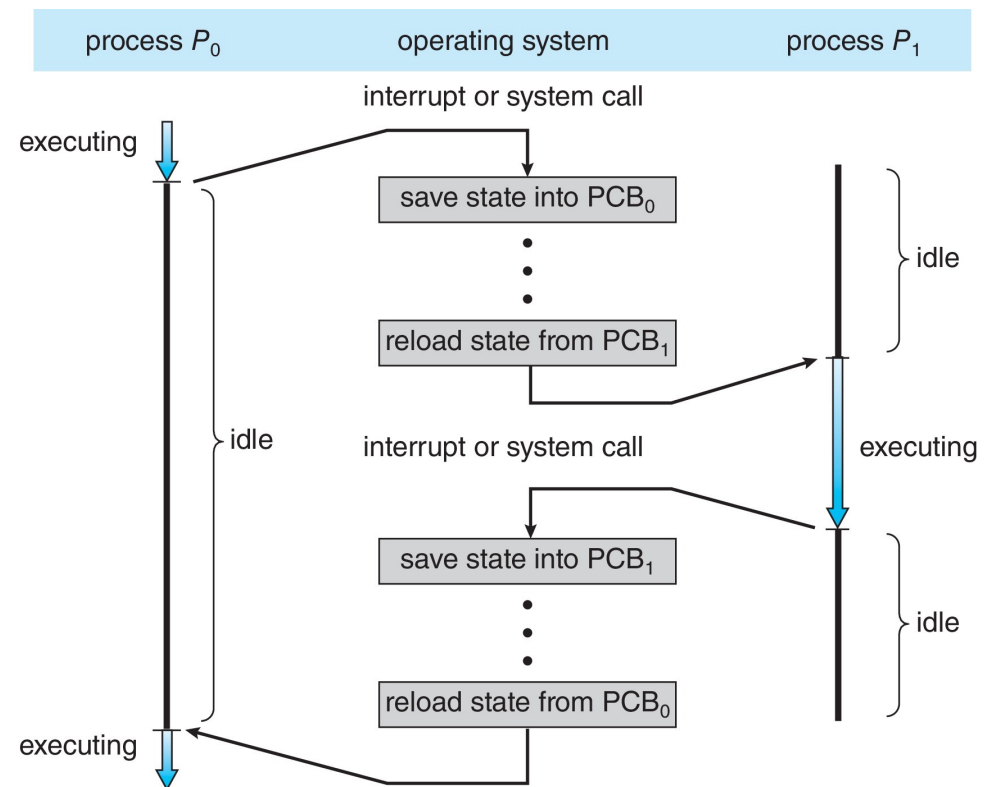 process P₀ operating system process P₁
interrupt or system call
executing
save state into PCB₀
idle
reload state from PCB₁
idle
interrupt or system call
executing
save state into PCB₁
idle
reload state from PCB₀
executing